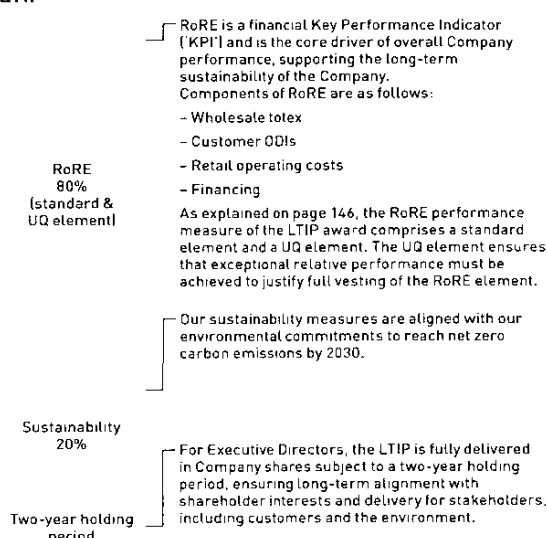 RoRE is a financial Key Performance Indicator
('KPI') and is the core driver of overall Company
performance, supporting the long-term
sustainability of the Company.
Components of RoRE are as follows:
– Wholesale totex
– Customer ODIs
– Retail operating costs
– Financing
RoRE
80%
(standard &
UQ element)
As explained on page 146, the RoRE performance
measure of the LTIP award comprises a standard
element and a UQ element. The UQ element ensures
that exceptional relative performance must be
achieved to justify full vesting of the RoRE element.
Our sustainability measures are aligned with our
environmental commitments to reach net zero
carbon emissions by 2030.
Sustainability
20%
For Executive Directors, the LTIP is fully delivered
in Company shares subject to a two-year holding
period, ensuring long-term alignment with
shareholder interests and delivery for stakeholders,
including customers and the environment.
Two-year holding
period